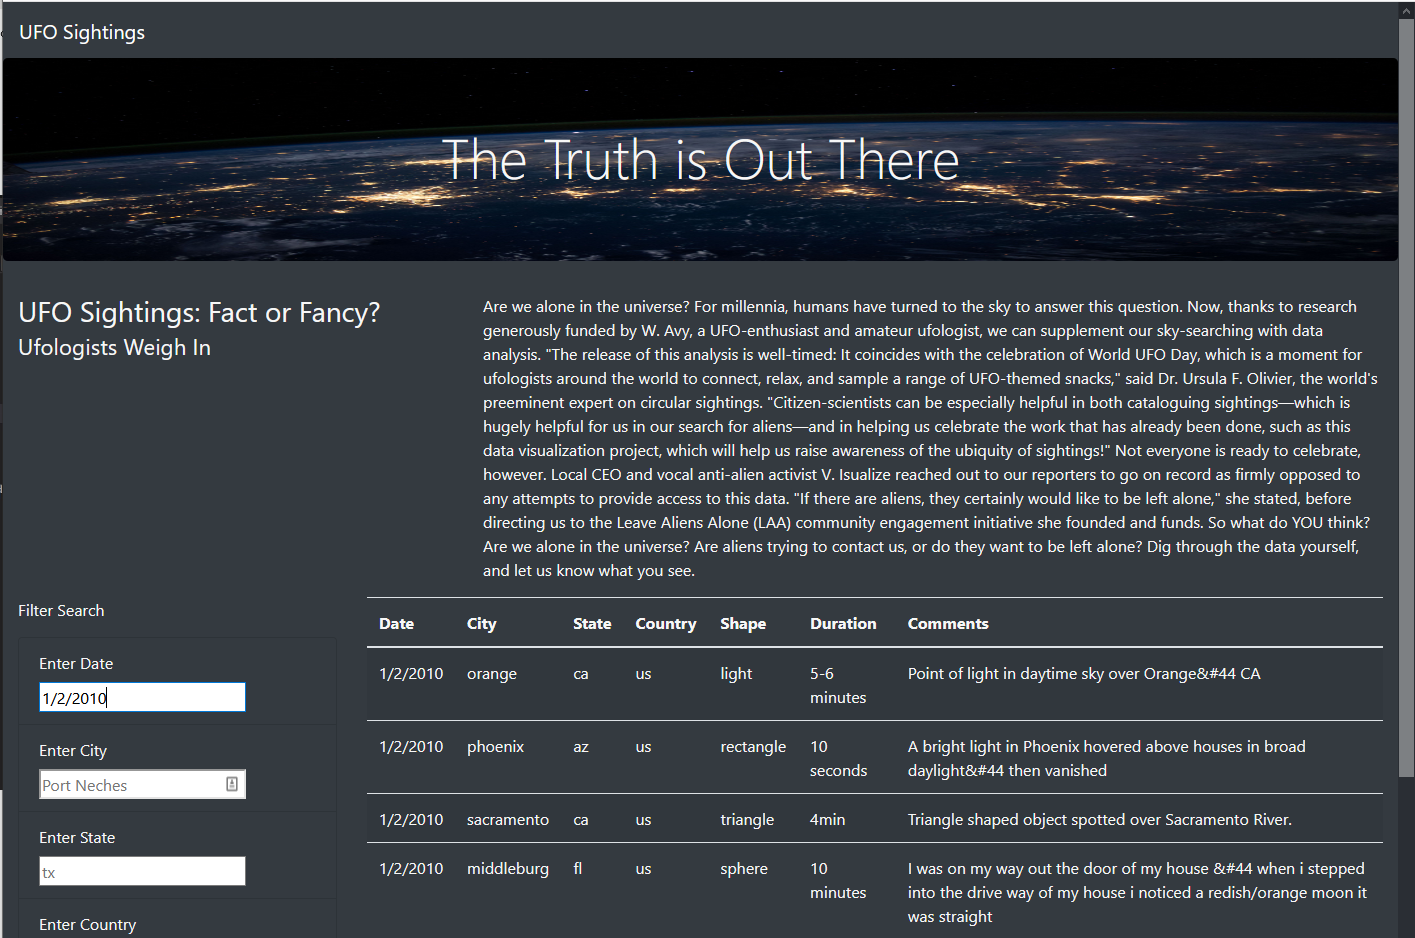 UFO Sightings
The Truth is Out There
UFO Sightings: Fact or Fancy?
Ufologists Weigh In
Are we alone in the universe? For millennia, humans have turned to the sky to answer this question. Now, thanks to research
generously funded by W. Avy, a UFO-enthusiast and amateur ufologist, we can supplement our sky-searching with data
analysis. "The release of this analysis is well-timed: It coincides with the celebration of World UFO Day, which is a moment for
ufologists around the world to connect, relax, and sample a range of UFO-themed snacks," said Dr. Ursula F. Olivier, the world's
preeminent expert on circular sightings. "Citizen-scientists can be especially helpful in both cataloguing sightings—which is
hugely helpful for us in our search for aliens—and in helping us celebrate the work that has already been done, such as this
data visualization project, which will help us raise awareness of the ubiquity of sightings!" Not everyone is ready to celebrate,
however. Local CEO and vocal anti-alien activist V. Isualize reached out to our reporters to go on record as firmly opposed to
any attempts to provide access to this data. "If there are aliens, they certainly would like to be left alone," she stated, before
directing us to the Leave Aliens Alone (LAA) community engagement initiative she founded and funds. So what do YOU think?
Are we alone in the universe? Are aliens trying to contact us, or do they want to be left alone? Dig through the data yourself,
and let us know what you see.
Filter Search
Enter Date
1/2/2010
Enter City
Port Neches
Enter State
tx
Enter Country
Date City State Country Shape Duration Comments
1/2/2010 orange ca us light 5-6 Point of light in daytime sky over Orange&#44 CA
minutes
1/2/2010 phoenix az us rectangle 10 A bright light in Phoenix hovered above houses in broad
seconds daylight&#44 then vanished
1/2/2010 sacramento ca us triangle 4min Triangle shaped object spotted over Sacramento River.
1/2/2010 middleburg fl us sphere 10 I was on my way out the door of my house &#44 when i stepped
minutes into the drive way of my house i noticed a redish/orange moon it
was straight